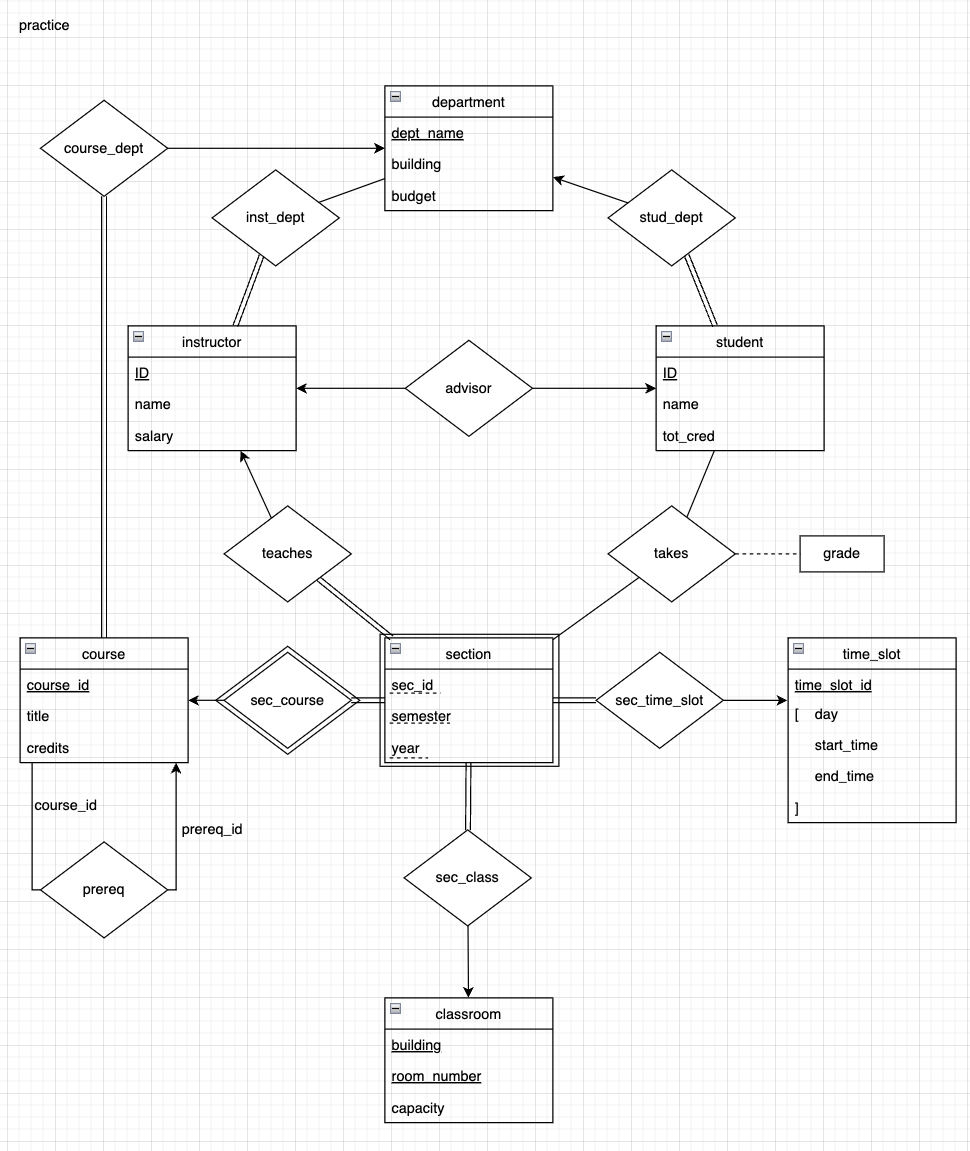 practice
department
dept_name
building
budget
course_dept
inst_dept
stud_dept
instructor
ID
name
salary
advisor
student
ID
name
tot_cred
teaches
takes
grade
course
course_id
title
credits
sec_course
section
sec_id
semester
year
sec_time_slot
time_slot
time_slot_id
[ day
start_time
end_time
]
course_id
prereq_id
prereq
sec_class
classroom
building
room_number
capacity